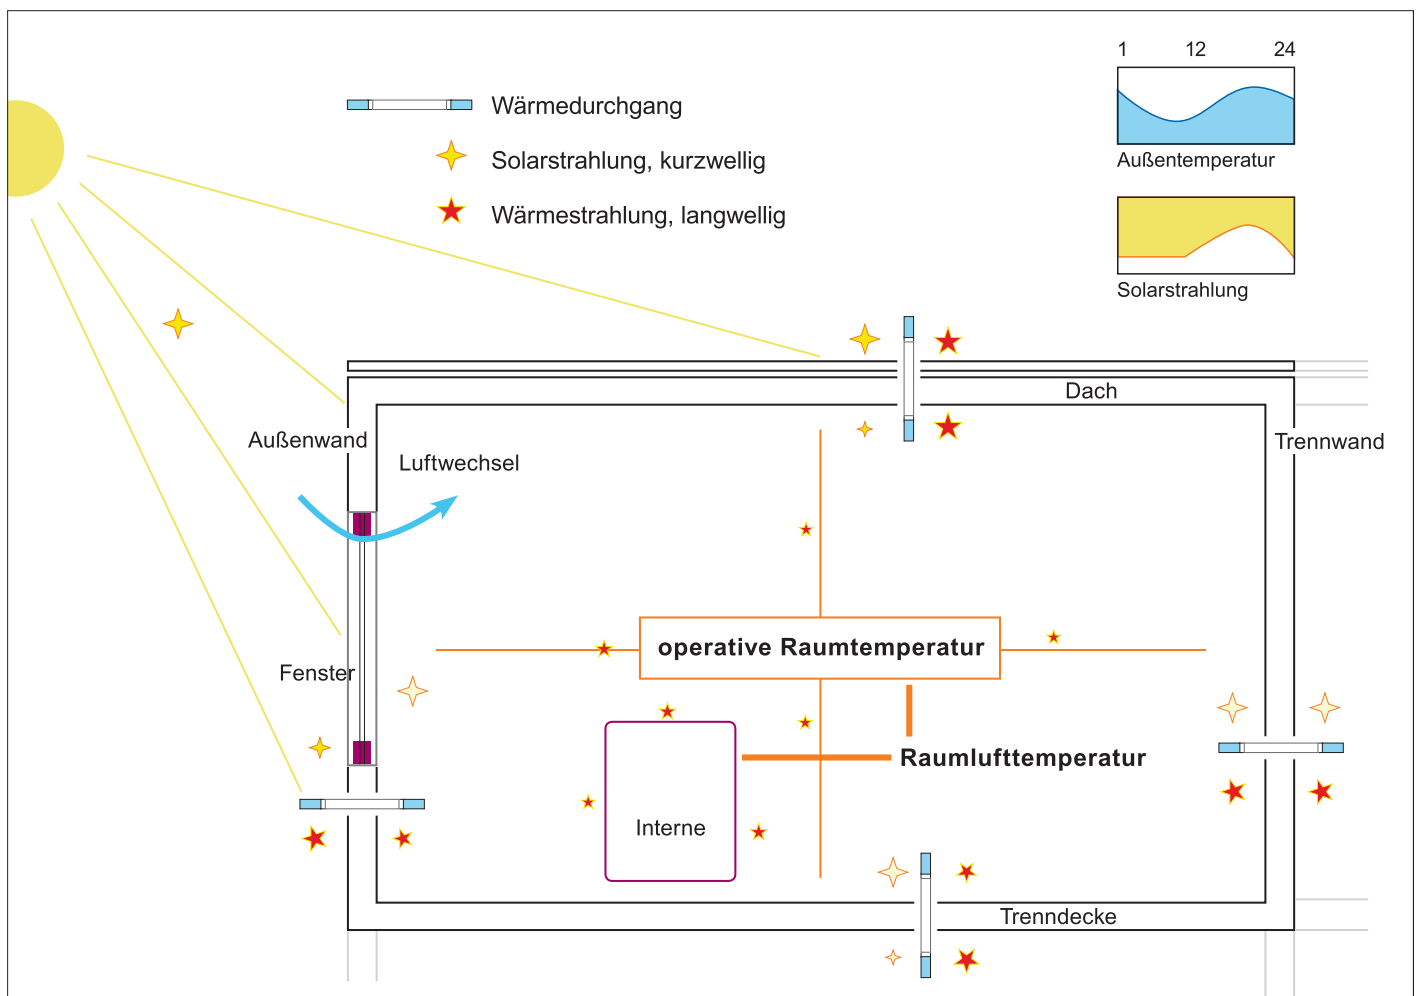 1 12 24
Wärmedurchgang
Solarstrahlung, kurzwellig
Wärmestrahlung, langwellig
Außentemperatur
Solarstrahlung
Dach
Außenwand
Trennwand
Luftwechsel
operative Raumtemperatur
Fenster
Raumlufttemperatur
Interne
Trenndecke